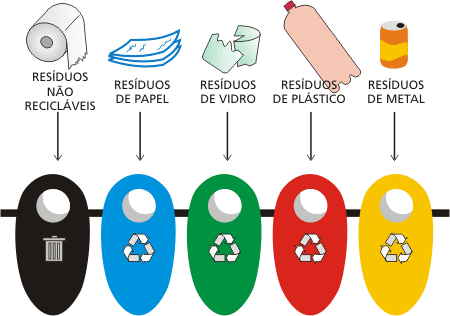 RESÍDUOS
NÃO
RECICLÁVEIS
RESÍDUOS
DE PAPEL
RESÍDUOS
DE VIDRO
RESÍDUOS
DE PLÁSTICO
RESÍDUOS
DE METAL